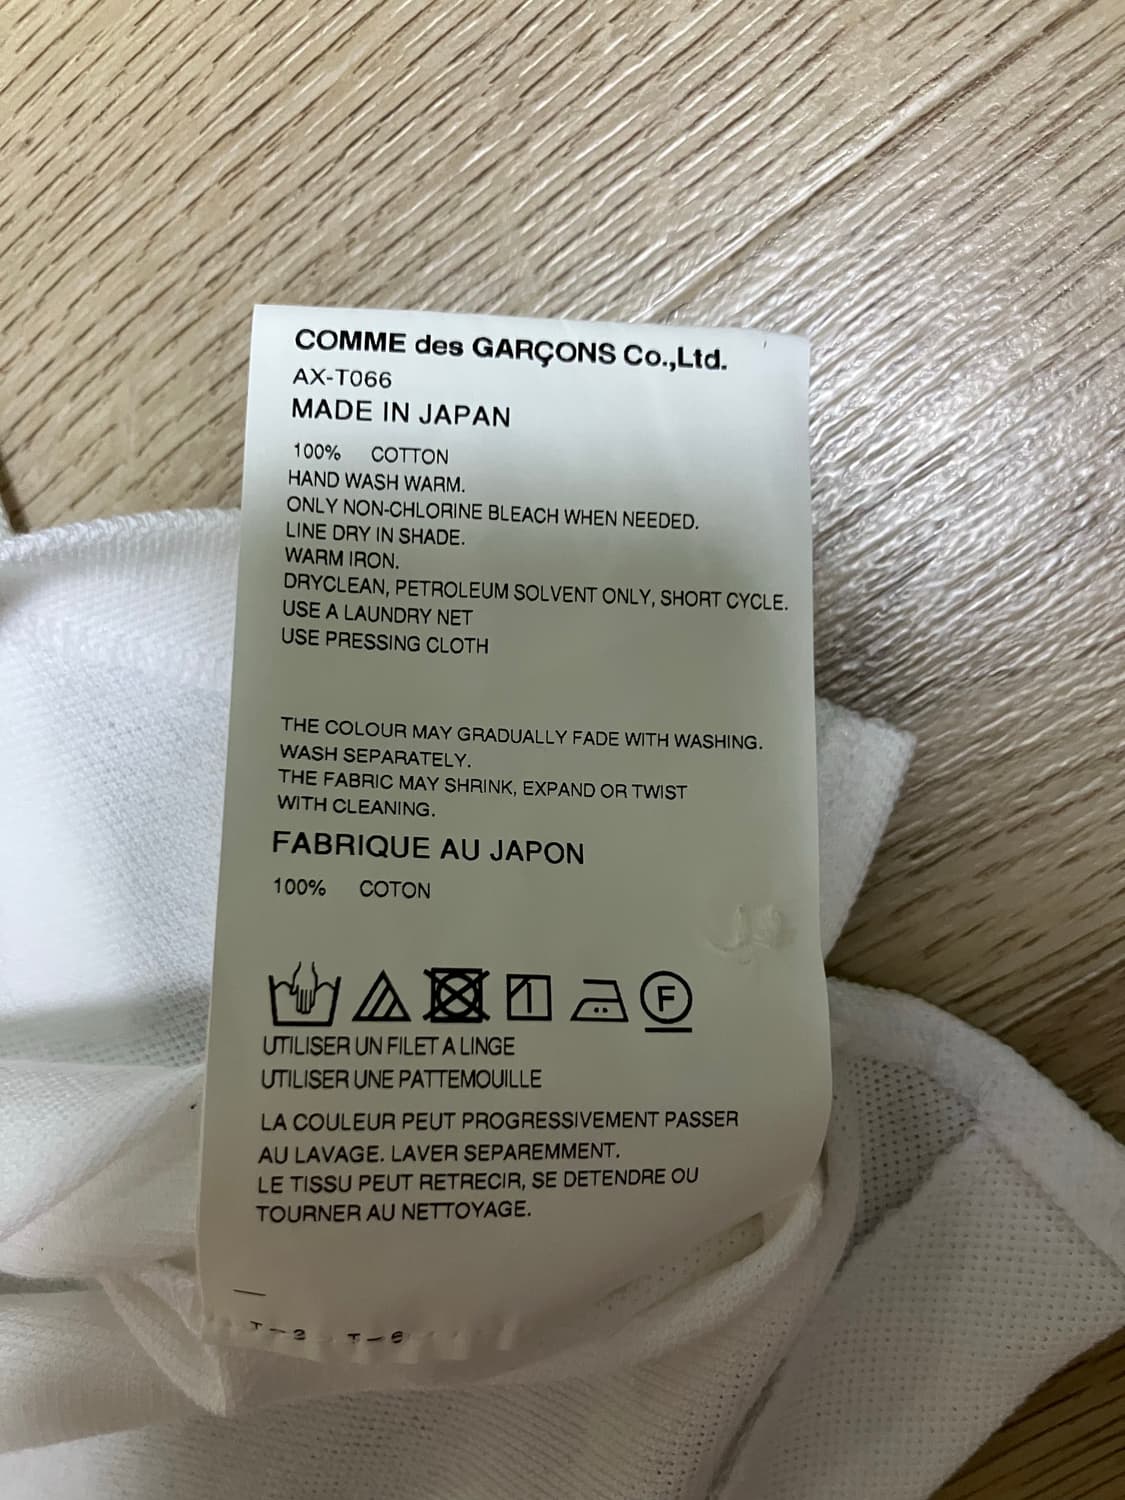 COMME des GARÇONS Co.,Ltd.
AX-T066
MADE IN JAPAN
100% COTTON
HAND WASH WARM.
ONLY NON-CHLORINE BLEACH WHEN NEEDED.
LINE DRY IN SHADE.
WARM IRON.
DRYCLEAN, PETROLEUM SOLVENT ONLY, SHORT CYCLE.
USE A LAUNDRY NET
USE PRESSING CLOTH
THE COLOUR MAY GRADUALLY FADE WITH WASHING.
WASH SEPARATELY.
THE FABRIC MAY SHRINK, EXPAND OR TWIST
WITH CLEANING.
FABRIQUE AU JAPON
100% COTON
F
UTILISER UN FILET A LINGE
UTILISER UNE PATTEMOUILLE
LA COULEUR PEUT PROGRESSIVEMENT PASSER
AU LAVAGE. LAVER SEPAREMMENT.
LE TISSU PEUT RETRECIR, SE DETENDRE OU
TOURNER AU NETTOYAGE.